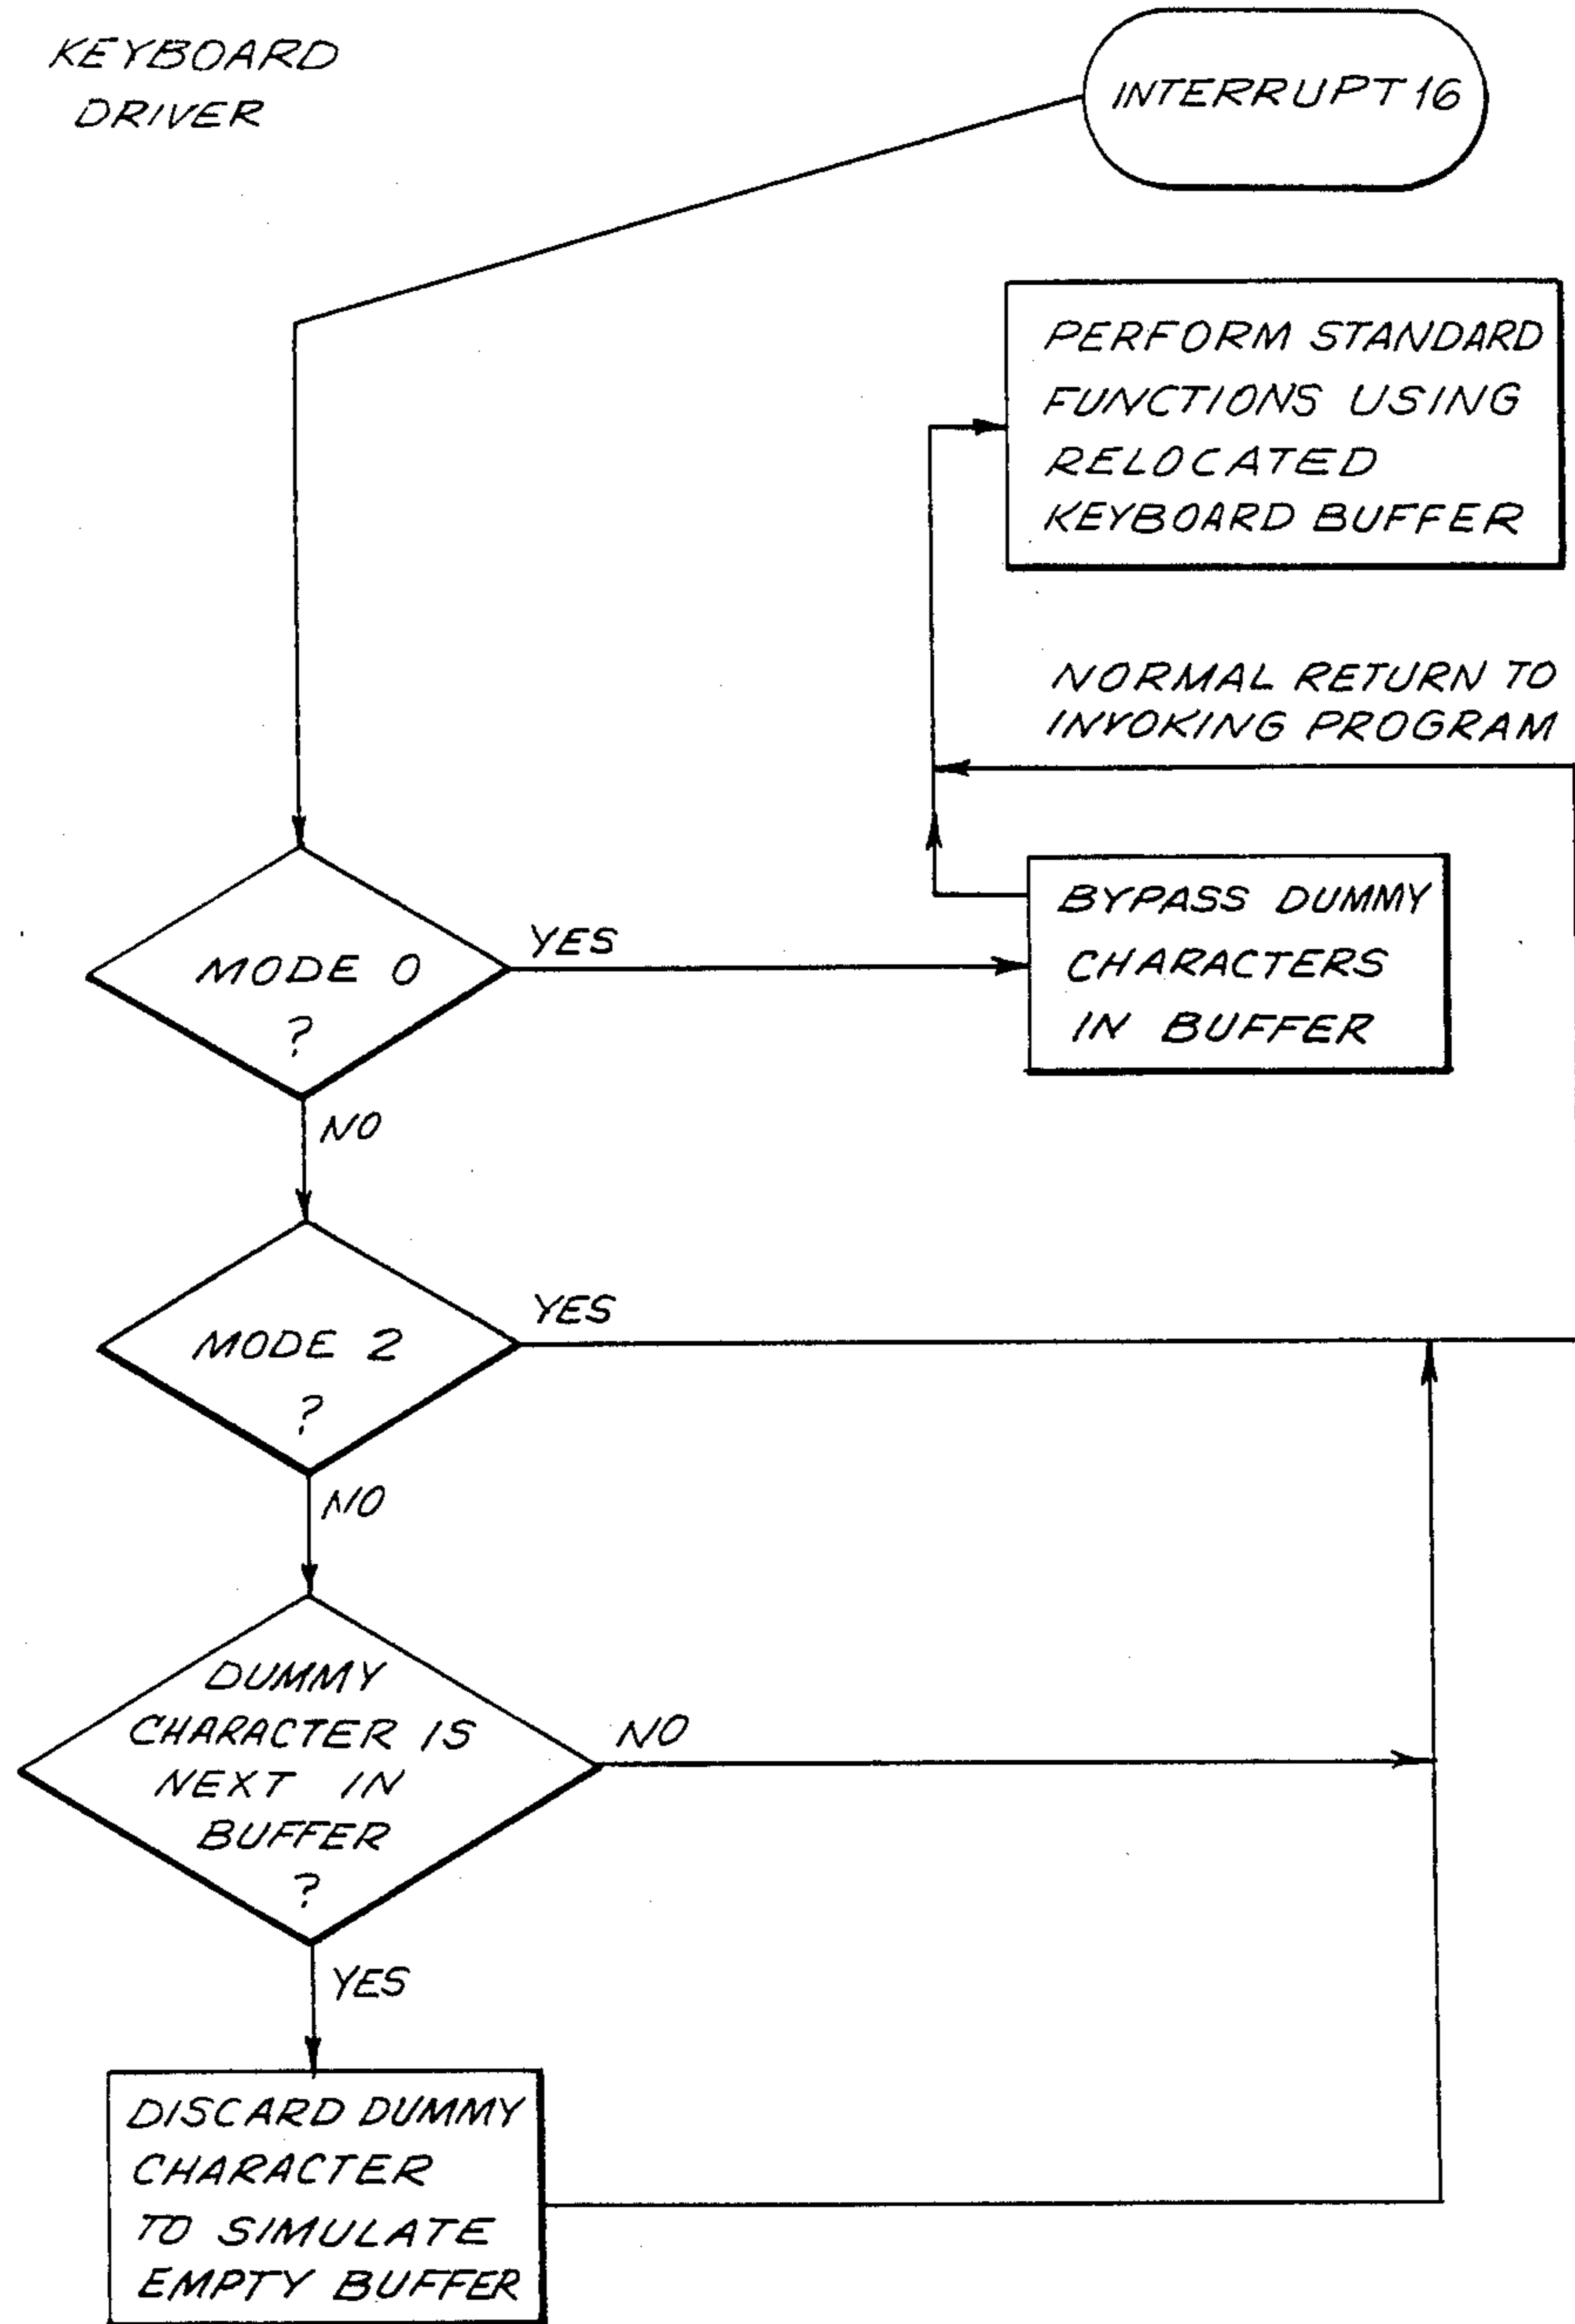 KEYBOARD
DRIVER
INTERRUPT 16
PERFORM STANDARD
FUNCTIONS USING
RELOCATED
KEYBOARD BUFFER
NORMAL RETURN TO
INVOKING PROGRAM
BYPASS DUMMY
CHARACTERS
IN BUFFER
MODE 0
?
YES
NO
MODE 2
?
YES
NO
DUMMY
CHARACTER IS
NEXT IN
BUFFER
?
NO
YES
DISCARD DUMMY
CHARACTER
TO SIMULATE
EMPTY BUFFER